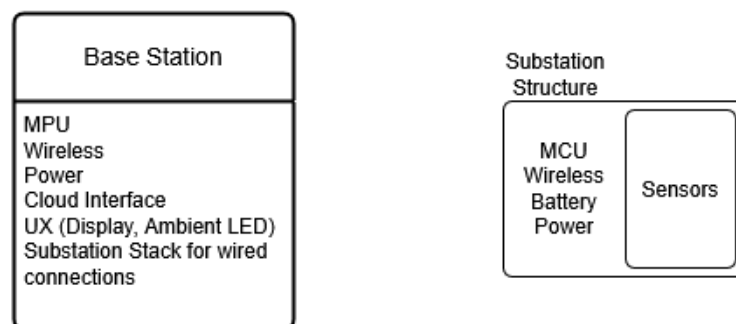 Base Station
MPU
Wireless
Power
Cloud Interface
UX (Display, Ambient LED)
Substation Stack for wired
connections
Substation
Structure
MCU
Wireless
Battery
Power
Sensors